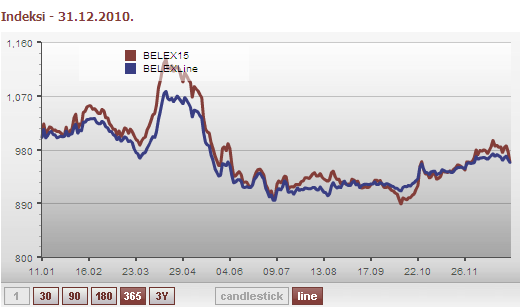 Indeksi - 31.12.2010.
BELEX15
BELEXLine
1,160
1,070
980
890
800
11.01 16.02 23.03 29.04 04.06 09.07 13.08 17.09 22.10 26.11
1 30 90 180 365 3Y candlestick line